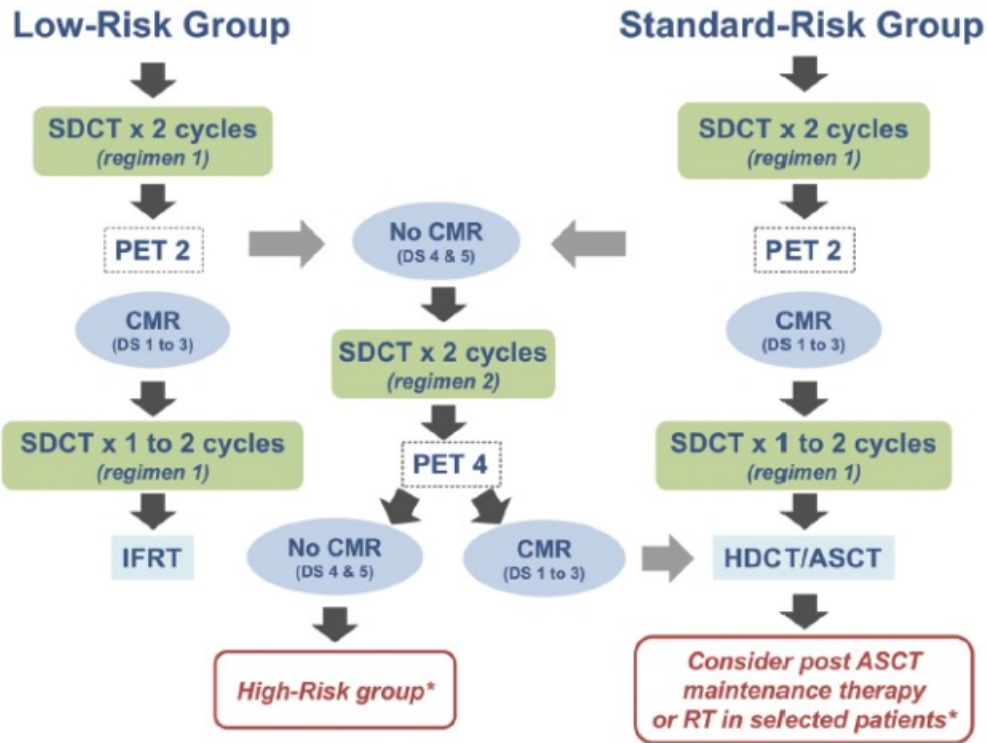 Low-Risk Group
Standard-Risk Group
SDCT x 2 cycles
(regimen 1)
SDCT x 2 cycles
(regimen 1)
PET 2
No CMR
(DS 4 & 5)
PET 2
CMR
(DS 1 to 3)
SDCT x 2 cycles
(regimen 2)
CMR
(DS 1 to 3)
SDCT x 1 to 2 cycles
(regimen 1)
PET 4
SDCT x 1 to 2 cycles
(regimen 1)
IFRT
No CMR
(DS 4 & 5)
CMR
(DS 1 to 3)
HDCT/ASCT
High-Risk group*
Consider post ASCT
maintenance therapy
or RT in selected patients*